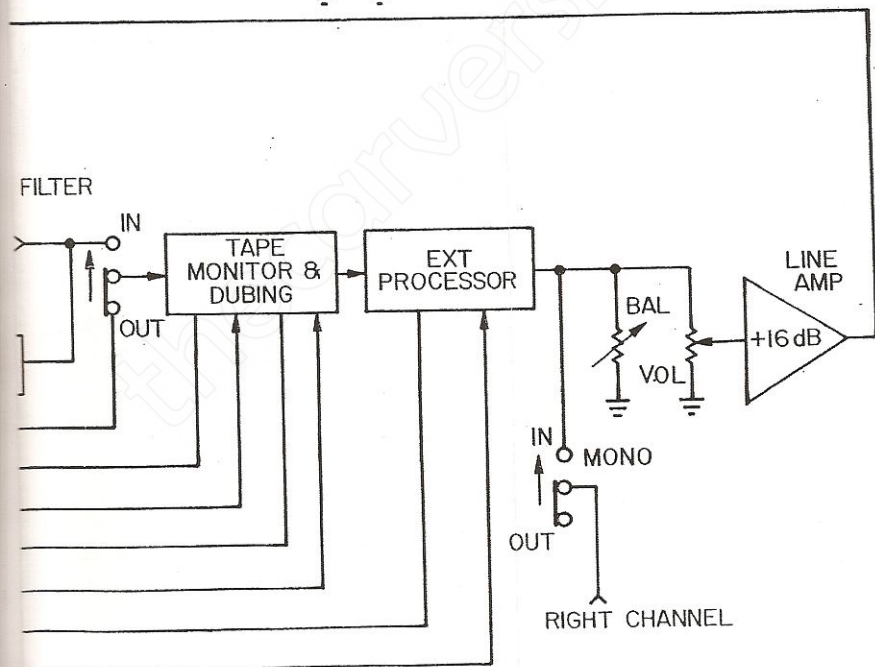 FILTER
IN
OUT
TAPE
MONITOR &
DUBING
EXT
PROCESSOR
BAL
VOL
LINE
AMP
+16 dB
IN
MONO
OUT
RIGHT CHANNEL